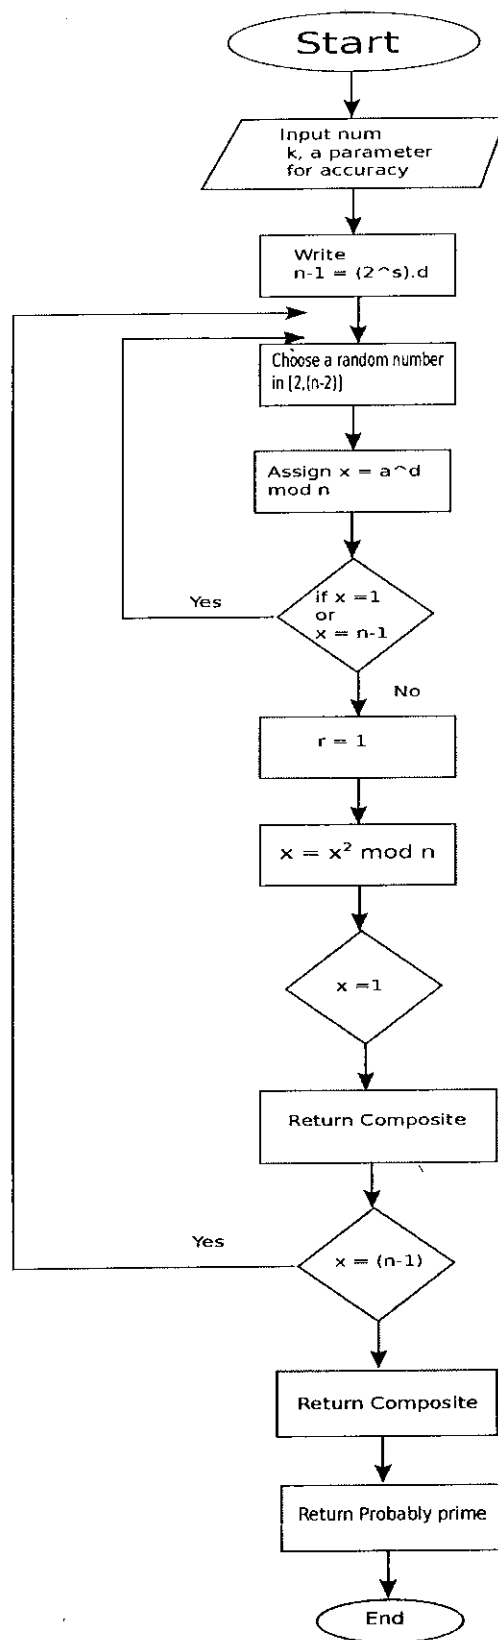 Start
Input num
k, a parameter
for accuracy
Write
n-1 = (2^s).d
Choose a random number
in [2,(n-2)]
Assign x = a^d
mod n
if x =1
or
x = n-1
Yes
No
r = 1
x = x² mod n
x =1
Return Composite
x = (n-1)
Yes
Return Composite
Return Probably prime
End